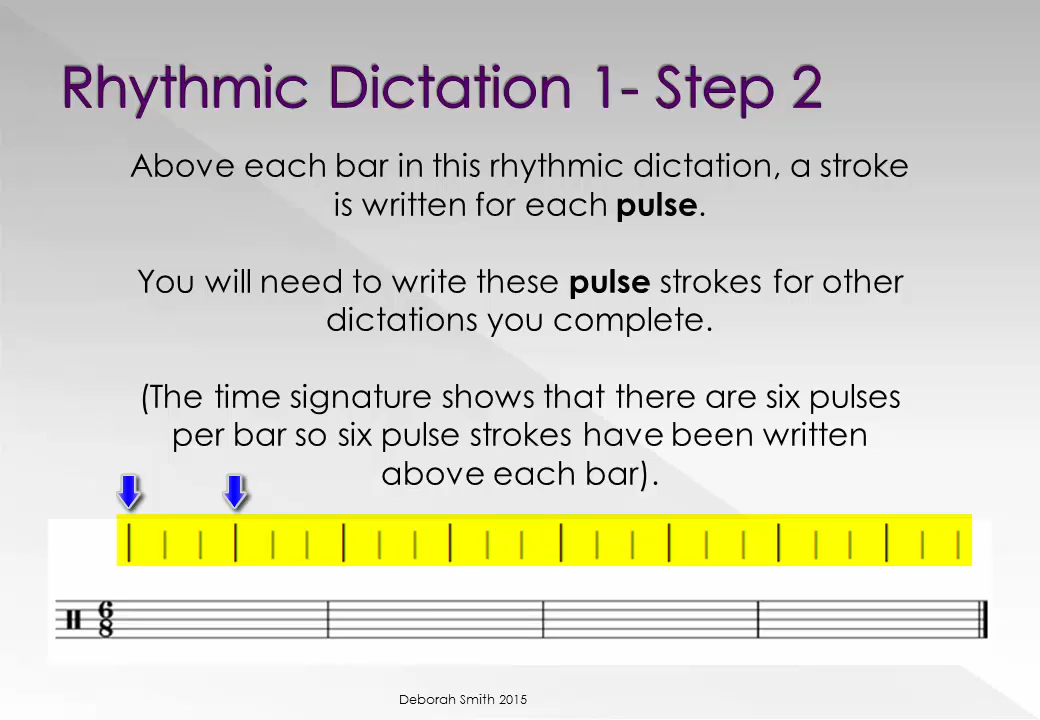 Rhythmic Dictation 1- Step 2
Above each bar in this rhythmic dictation, a stroke
is written for each pulse.
You will need to write these pulse strokes for other
dictations you complete.
(The time signature shows that there are six pulses
per bar so six pulse strokes have been written
above each bar).
6
8
Deborah Smith 2015